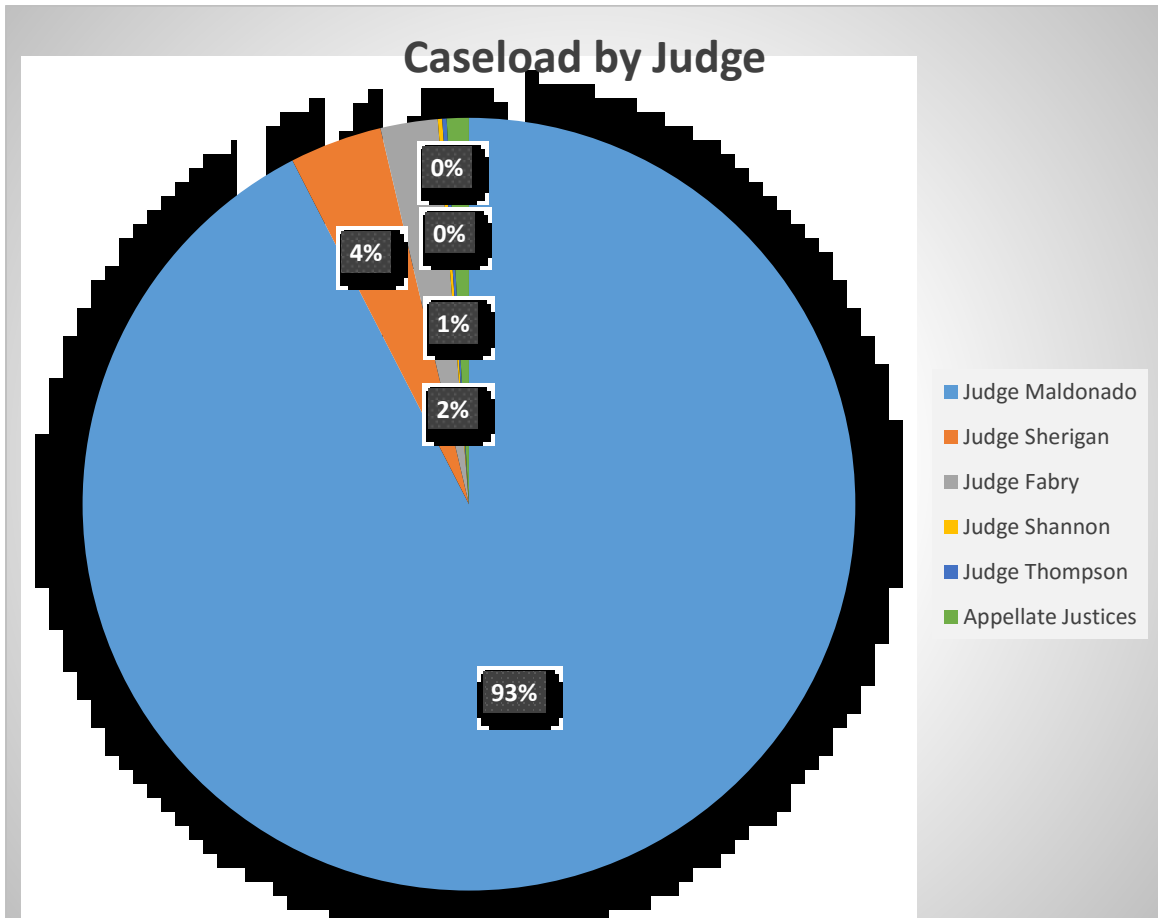 Caseload by Judge
0%
0%
4%
1%
2%
93%
Judge Maldonado
Judge Sherigan
Judge Fabry
Judge Shannon
Judge Thompson
Appellate Justices